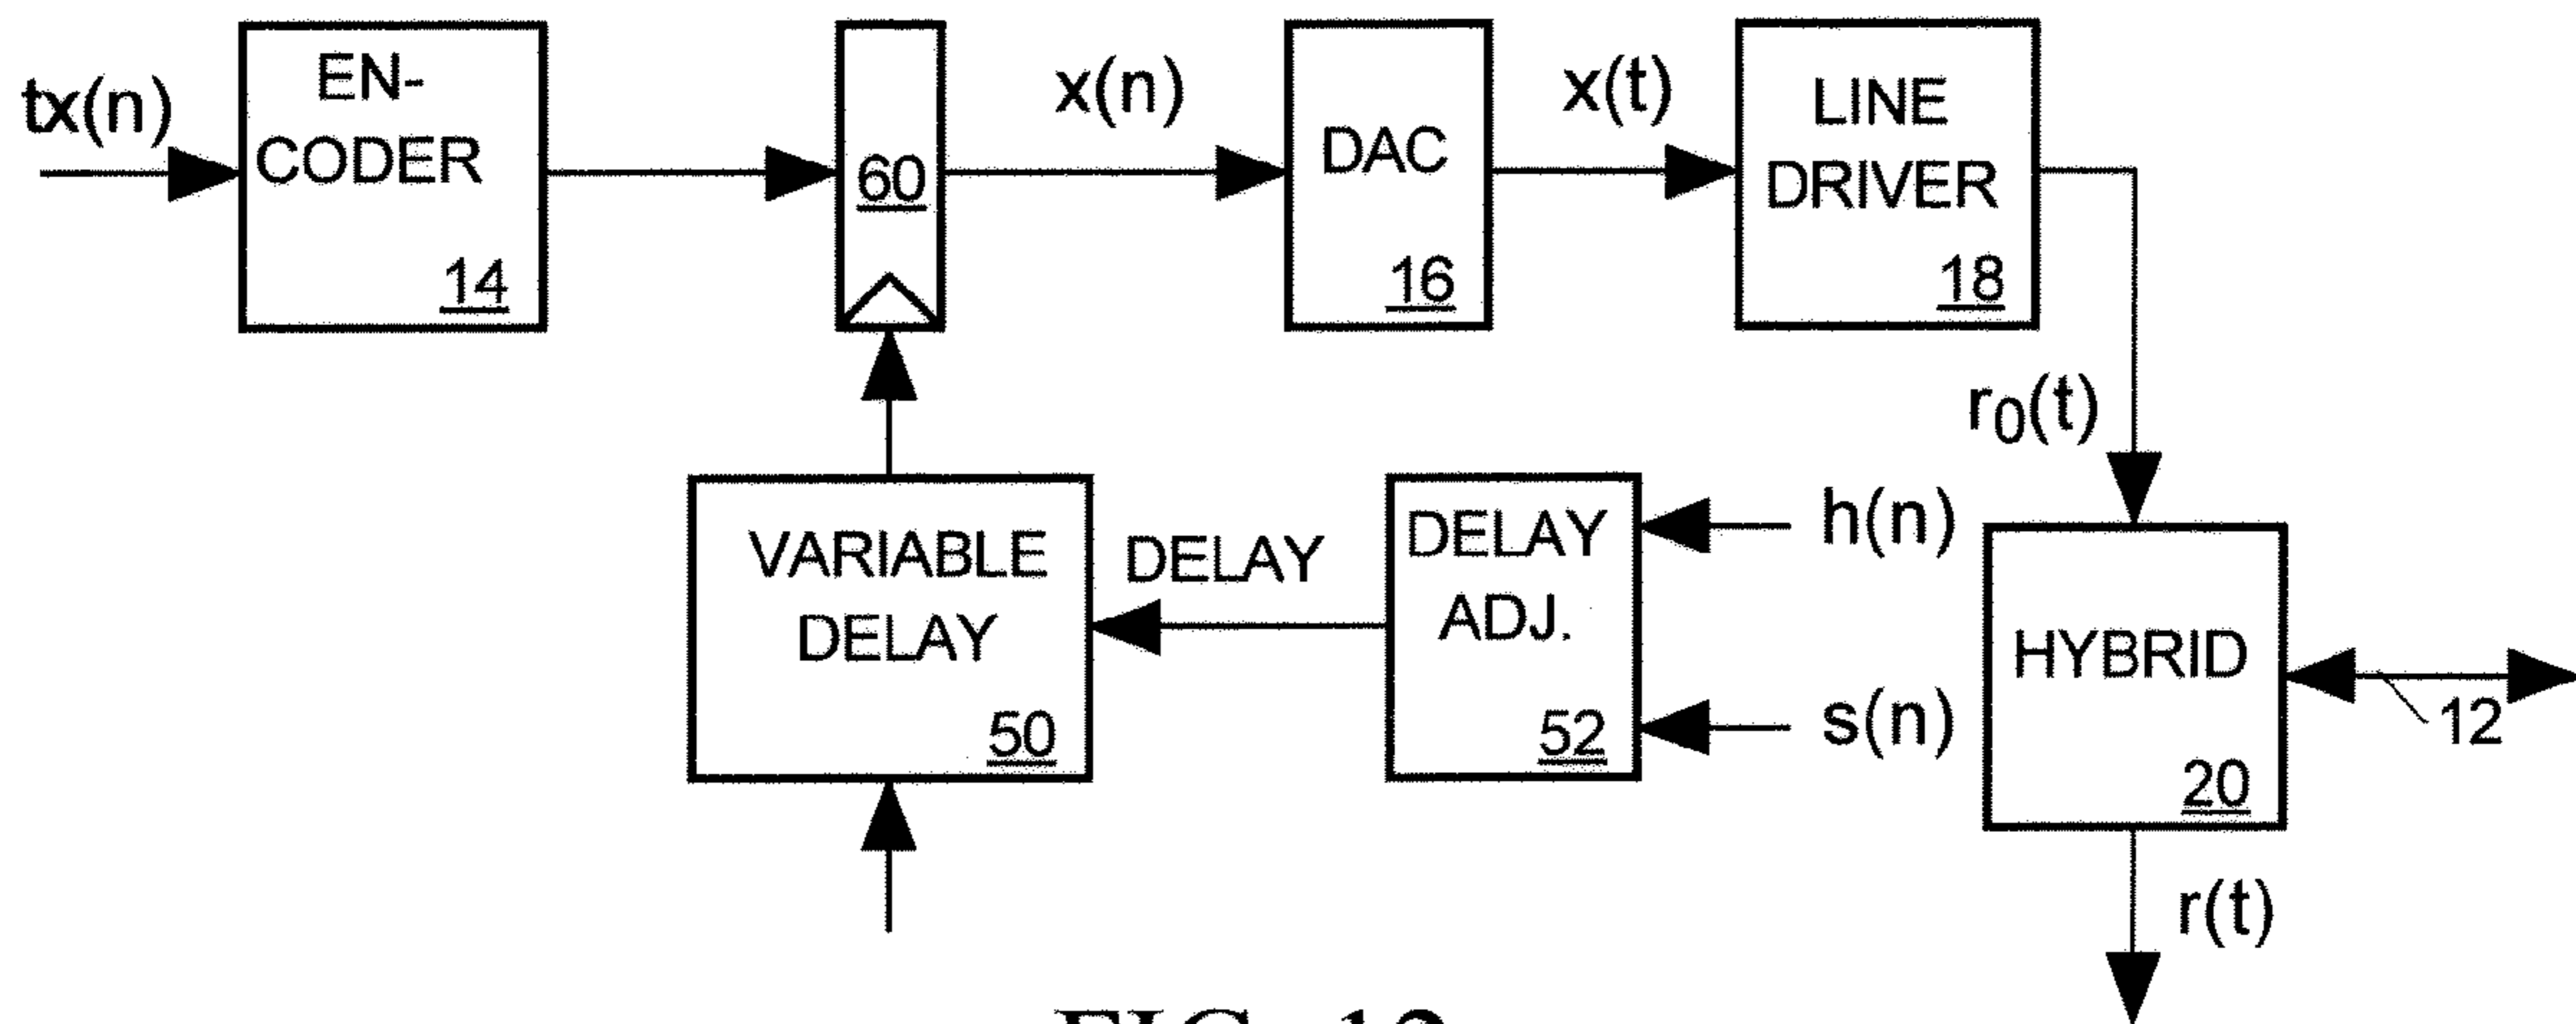 tx(n)
EN-
CODER
14
60
x(n)
DAC
16
x(t)
LINE
DRIVER
18
r0(t)
VARIABLE
DELAY
50
DELAY
DELAY
ADJ.
52
h(n)
s(n)
HYBRID
20
12
r(t)